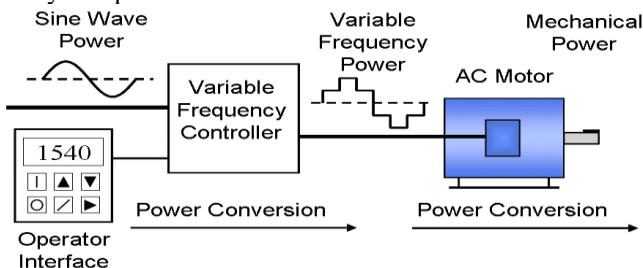 Sine Wave
Power
Variable
Frequency
Power
Mechanical
Power
AC Motor
Variable
Frequency
Controller
1540
Power Conversion
Power Conversion
Operator
Interface